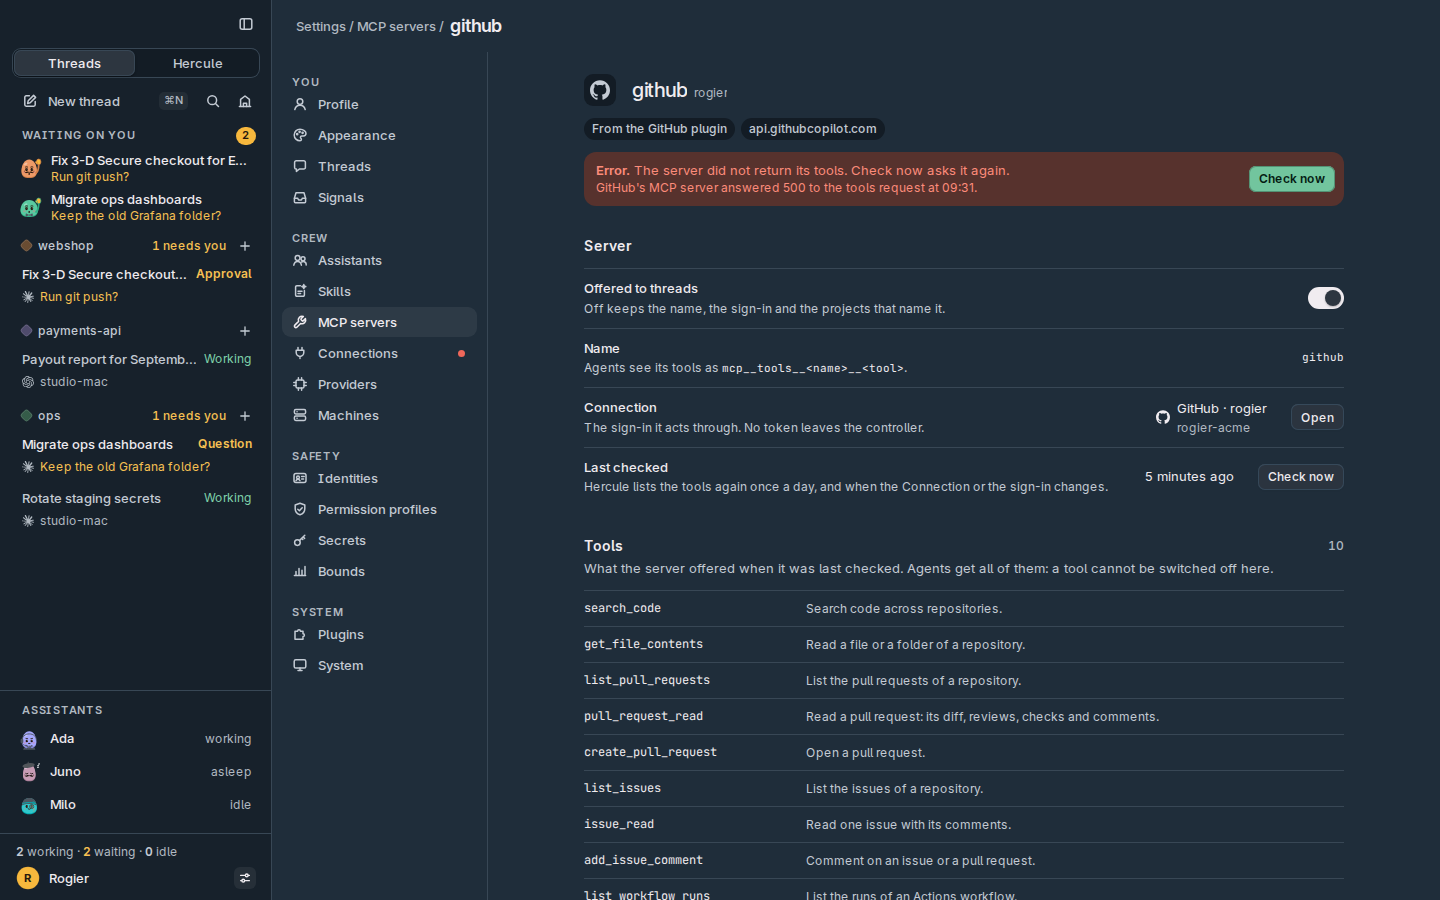 Threads
Hercule
New thread
⌘N
WAITING ON YOU
2
Fix 3-D Secure checkout for E...
Run git push?
Migrate ops dashboards
Keep the old Grafana folder?
webshop
1 needs you
Fix 3-D Secure checkout...
Approval
Run git push?
payments-api
Payout report for Septemb...
Working
studio-mac
ops
1 needs you
Migrate ops dashboards
Question
Keep the old Grafana folder?
Rotate staging secrets
Working
studio-mac
ASSISTANTS
Ada
working
Juno
asleep
Milo
idle
2 working · 2 waiting · 0 idle
R
Rogier
Settings / MCP servers / github
YOU
Profile
Appearance
Threads
Signals
CREW
Assistants
Skills
MCP servers
Connections
Providers
Machines
SAFETY
Identities
Permission profiles
Secrets
Bounds
SYSTEM
Plugins
System
github rogier
From the GitHub plugin
api.githubcopilot.com
Error. The server did not return its tools. Check now asks it again.
GitHub's MCP server answered 500 to the tools request at 09:31.
Check now
Server
Offered to threads
Off keeps the name, the sign-in and the projects that name it.
Name
Agents see its tools as mcp__tools__<name>__<tool>.
github
Connection
The sign-in it acts through. No token leaves the controller.
GitHub · rogier
rogier-acme
Open
Last checked
Hercule lists the tools again once a day, and when the Connection or the sign-in changes.
5 minutes ago
Check now
Tools
10
What the server offered when it was last checked. Agents get all of them: a tool cannot be switched off here.
search_code
Search code across repositories.
get_file_contents
Read a file or a folder of a repository.
list_pull_requests
List the pull requests of a repository.
pull_request_read
Read a pull request: its diff, reviews, checks and comments.
create_pull_request
Open a pull request.
list_issues
List the issues of a repository.
issue_read
Read one issue with its comments.
add_issue_comment
Comment on an issue or a pull request.
list_workflow_runs
List the runs of an Actions workflow.